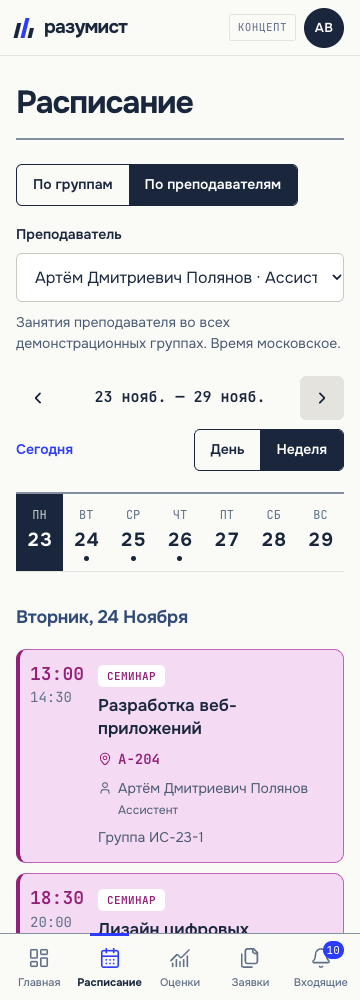 разумист
КОНЦЕПТ
АВ
Расписание
По группам
По преподавателям
Преподаватель
Артём Дмитриевич Полянов · Ассист
Занятия преподавателя во всех
демонстрационных группах. Время московское.
23 нояб. — 29 нояб.
Сегодня
День
Неделя
ПН ВТ СР ЧТ ПТ СБ ВС
23 24 25 26 27 28 29
Вторник, 24 Ноября
13:00
14:30
СЕМИНАР
Разработка веб-
приложений
А-204
Артём Дмитриевич Полянов
Ассистент
Группа ИС-23-1
18:30
20:00
СЕМИНАР
Дизайн цифровых
10
Главная
Расписание
Оценки
Заявки
Входящие